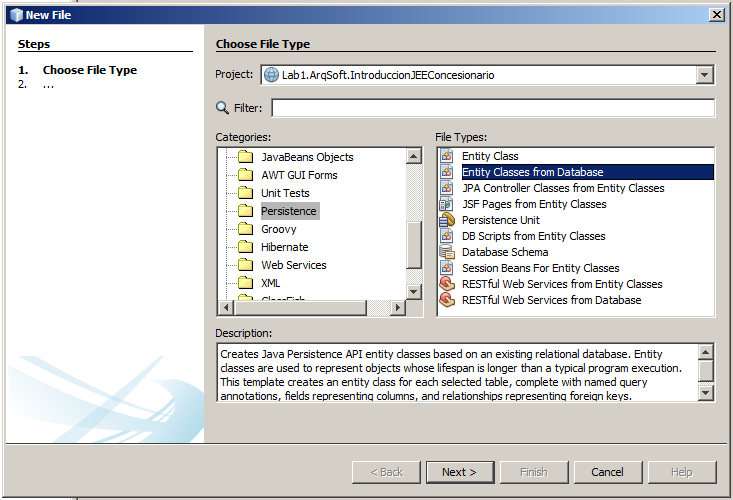 New File
Steps
1. Choose File Type
2. ...
Choose File Type
Project: Lab1.ArqSoft.IntroduccionJEEConcesionario
Filter:
Categories:
JavaBeans Objects
AWT GUI Forms
Unit Tests
Persistence
Groovy
Hibernate
Web Services
XML
GlassFish
File Types:
Entity Class
Entity Classes from Database
JPA Controller Classes from Entity Classes
JSF Pages from Entity Classes
Persistence Unit
DB Scripts from Entity Classes
Database Schema
Session Beans For Entity Classes
RESTful Web Services from Entity Classes
RESTful Web Services from Database
Description:
Creates Java Persistence API entity classes based on an existing relational database. Entity
classes are used to represent objects whose lifespan is longer than a typical program execution.
This template creates an entity class for each selected table, complete with named query
annotations, fields representing columns, and relationships representing foreign keys.
< Back
Next >
Finish
Cancel
Help